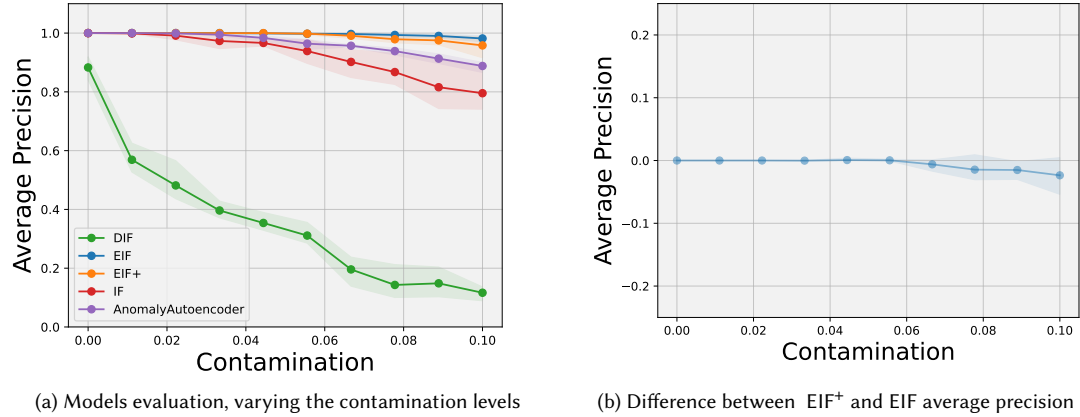 1.0
0.8
0.6
0.4
0.2
0.0
Average Precision
DIF
EIF
EIF+
IF
AnomalyAutoencoder
0.00 0.02 0.04 0.06 0.08 0.10
Contamination
(a) Models evaluation, varying the contamination levels
0.2
0.1
0.0
−0.1
−0.2
Average Precision
0.00 0.02 0.04 0.06 0.08 0.10
Contamination
(b) Difference between EIF⁺ and EIF average precision